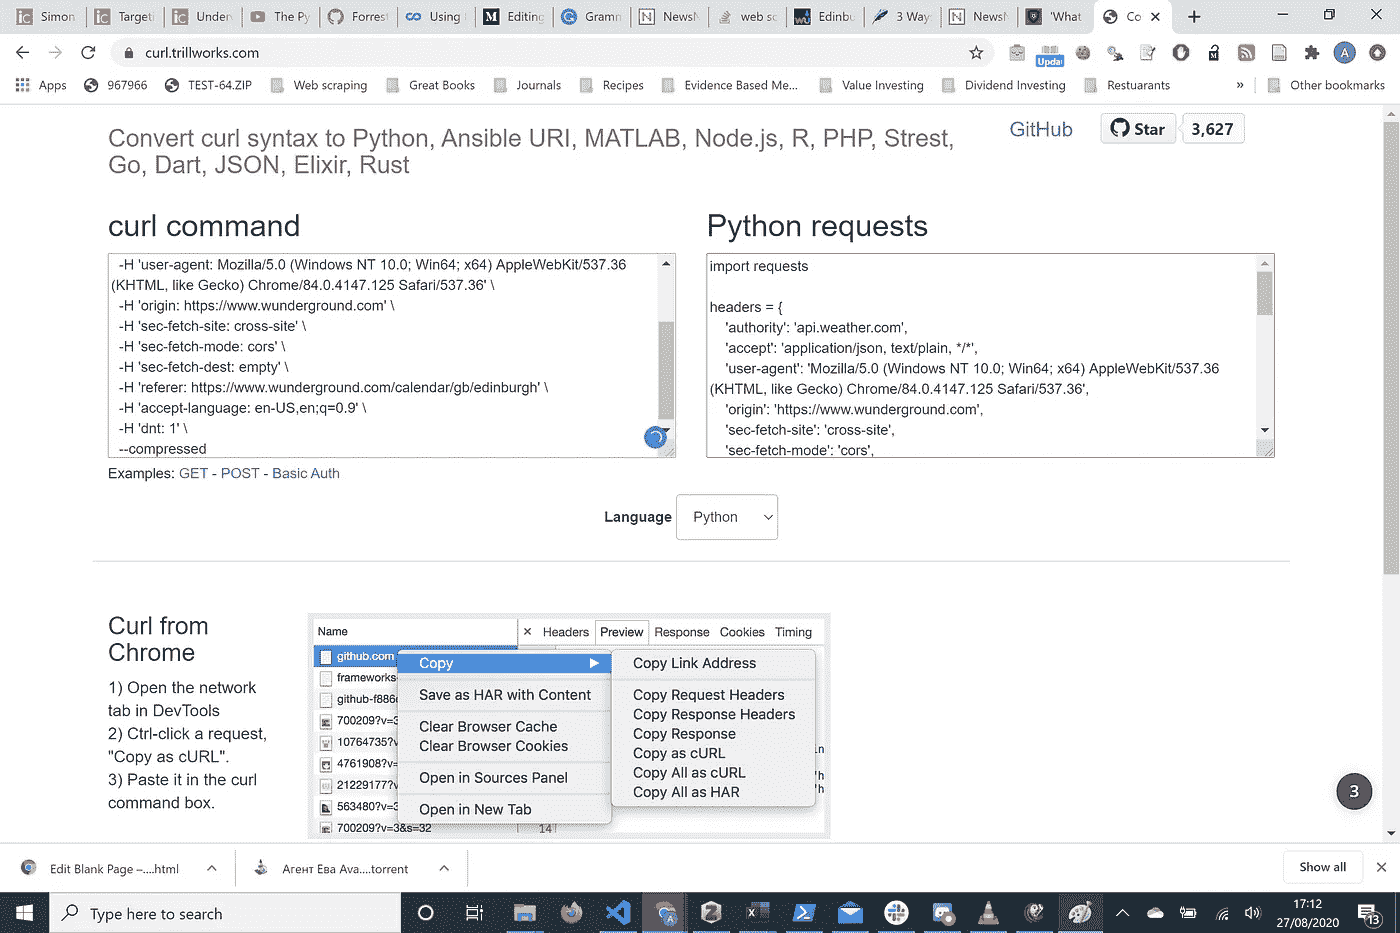 Simon
Targeti
Under
The Py
Forres
Using
Editing
Gramm
NewsN
web sc
Edinbu
3 Way
NewsN
'What
Co
curl.trillworks.com
Updat
Apps
967966
TEST-64.ZIP
Web scraping
Great Books
Journals
Recipes
Evidence Based Me...
Value Investing
Dividend Investing
Restuarants
»
Other bookmarks
Convert curl syntax to Python, Ansible URI, MATLAB, Node.js, R, PHP, Strest,
Go, Dart, JSON, Elixir, Rust
GitHub
Star
3,627
curl command
-H 'user-agent: Mozilla/5.0 (Windows NT 10.0; Win64; x64) AppleWebKit/537.36
(KHTML, like Gecko) Chrome/84.0.4147.125 Safari/537.36' \
-H 'origin: https://www.wunderground.com' \
-H 'sec-fetch-site: cross-site' \
-H 'sec-fetch-mode: cors' \
-H 'sec-fetch-dest: empty' \
-H 'referer: https://www.wunderground.com/calendar/gb/edinburgh' \
-H 'accept-language: en-US,en;q=0.9' \
-H 'dnt: 1' \
--compressed
Python requests
import requests
headers = {
'authority': 'api.weather.com',
'accept': 'application/json, text/plain, */*',
'user-agent': 'Mozilla/5.0 (Windows NT 10.0; Win64; x64) AppleWebKit/537.36
(KHTML, like Gecko) Chrome/84.0.4147.125 Safari/537.36',
'origin': 'https://www.wunderground.com',
'sec-fetch-site': 'cross-site',
'sec-fetch-mode': 'cors',
Examples: GET - POST - Basic Auth
Language
Python
Curl from
Chrome
1) Open the network
tab in DevTools
2) Ctrl-click a request,
"Copy as cURL".
3) Paste it in the curl
command box.
Name
Headers
Preview
Response
Cookies
Timing
github.com
frameworks-
github-f886c
700209?v=3
10764735?v
4761908?v=
21229177?v
563480?v=3
700209?v=3&s=32
14
Copy
Save as HAR with Content
Clear Browser Cache
Clear Browser Cookies
Open in Sources Panel
Open in New Tab
Copy Link Address
Copy Request Headers
Copy Response Headers
Copy Response
Copy as cURL
Copy All as cURL
Copy All as HAR
3
Edit Blank Page –....html
Агент Ева Ava....torrent
Show all
Type here to search
17:12
27/08/2020
13